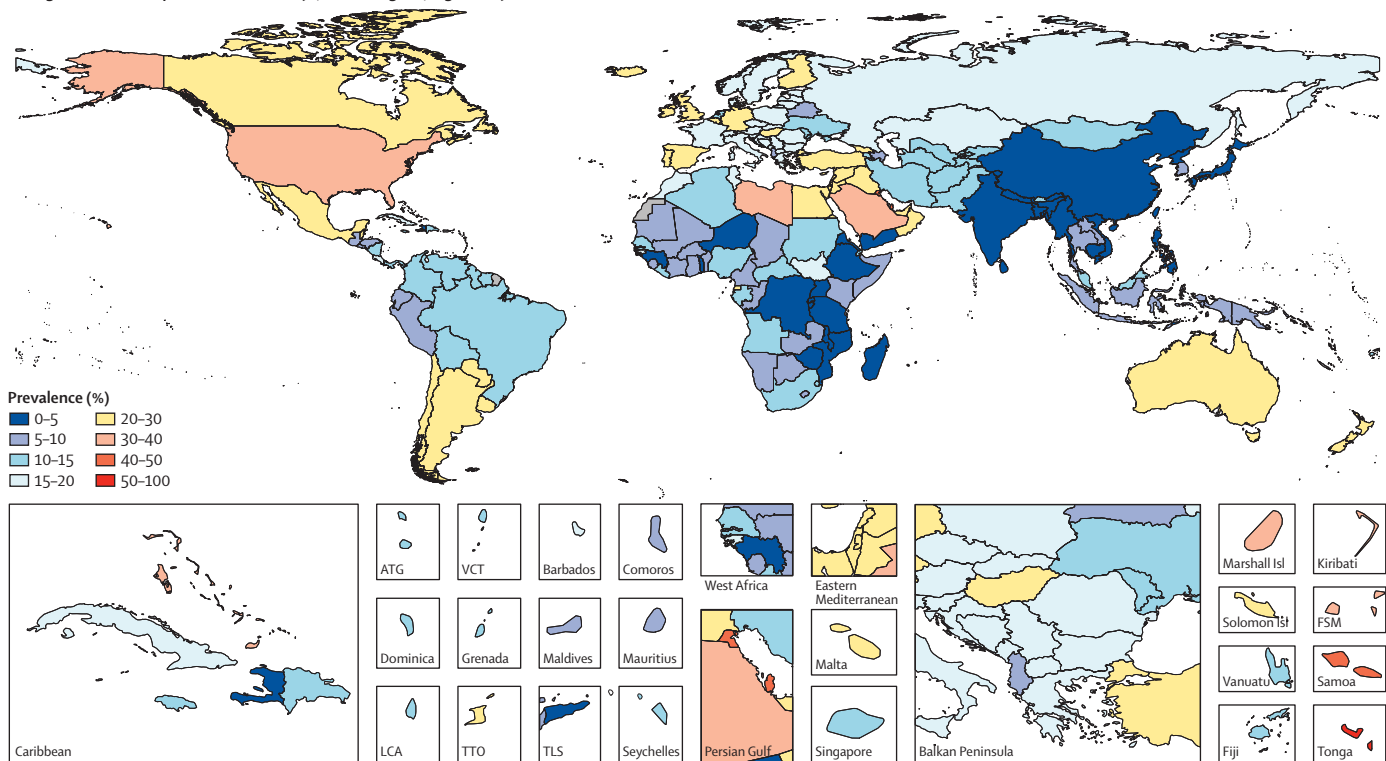 Prevalence (%)
0–5
5–10
10–15
15–20
20–30
30–40
40–50
50–100
Caribbean
ATG
VCT
Barbados
Comoros
West Africa
Eastern
Mediterranean
Dominica
Grenada
Maldives
Mauritius
Malta
LCA
TTO
TLS
Seychelles
Persian Gulf
Singapore
Balkan Peninsula
Marshall Isl
Kiribati
Solomon Isl
FSM
Vanuatu
Samoa
Fiji
Tonga